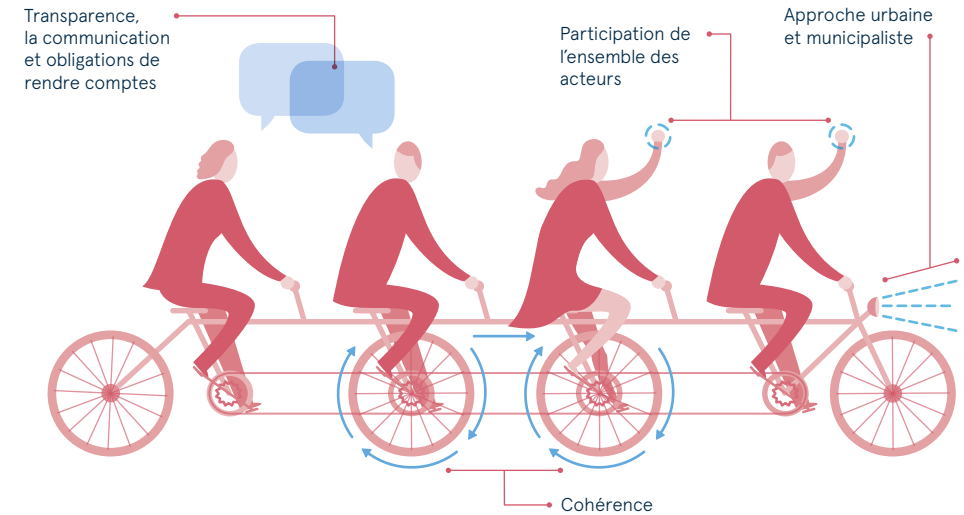 Transparence,
la communication
et obligations de
rendre comptes
Participation de
l’ensemble des
acteurs
Approche urbaine
et municipaliste
Cohérence